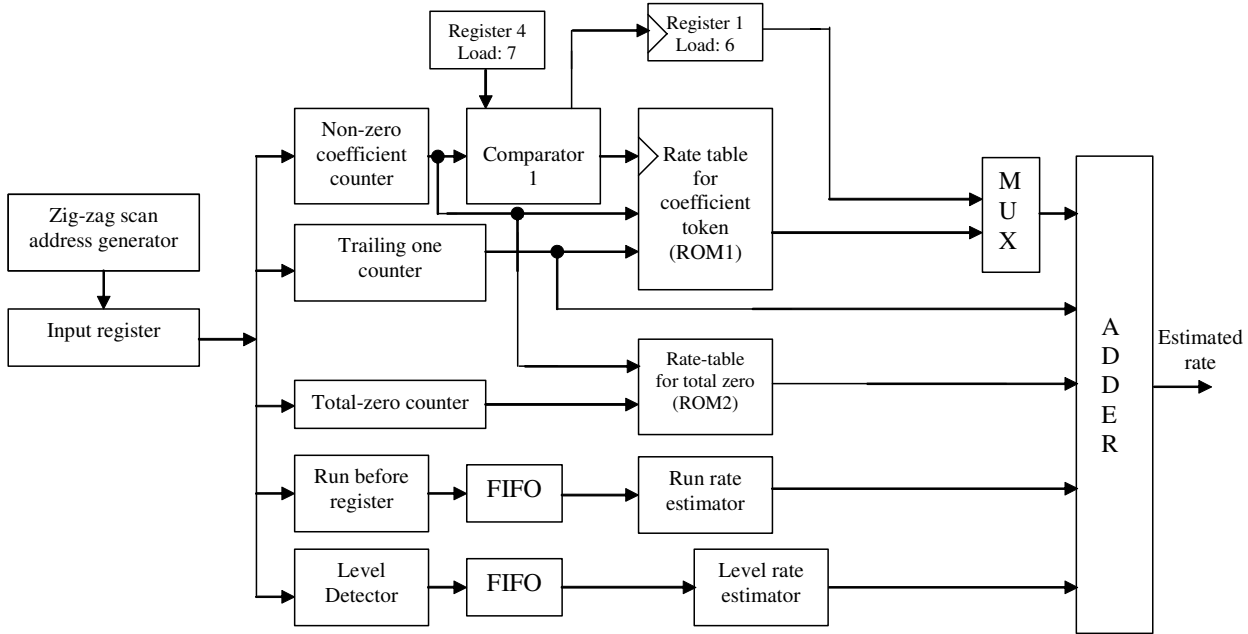 Register 4
Load: 7
Register 1
Load: 6
Non-zero
coefficient
counter
Comparator
1
Rate table
for
coefficient
token
(ROM1)
M
U
X
Zig-zag scan
address generator
Trailing one
counter
Input register
A
D
D
E
R
Estimated
rate
Rate-table
for total zero
(ROM2)
Total-zero counter
Run before
register
FIFO
Run rate
estimator
Level
Detector
FIFO
Level rate
estimator